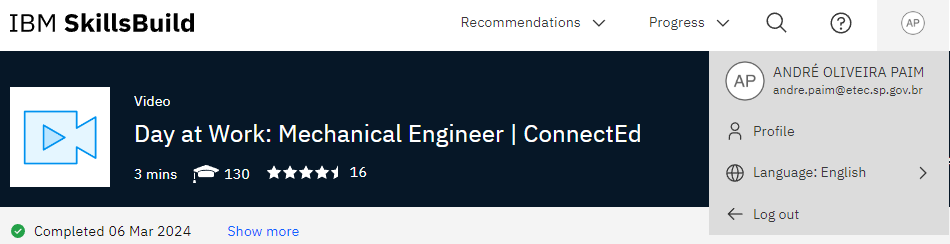 IBM SkillsBuild
Recommendations
Progress
AP
AP
ANDRÉ OLIVEIRA PAIM
andre.paim@etec.sp.gov.br
Profile
Language: English
Log out
Video
Day at Work: Mechanical Engineer | ConnectEd
3 mins 130 16
Completed 06 Mar 2024 Show more